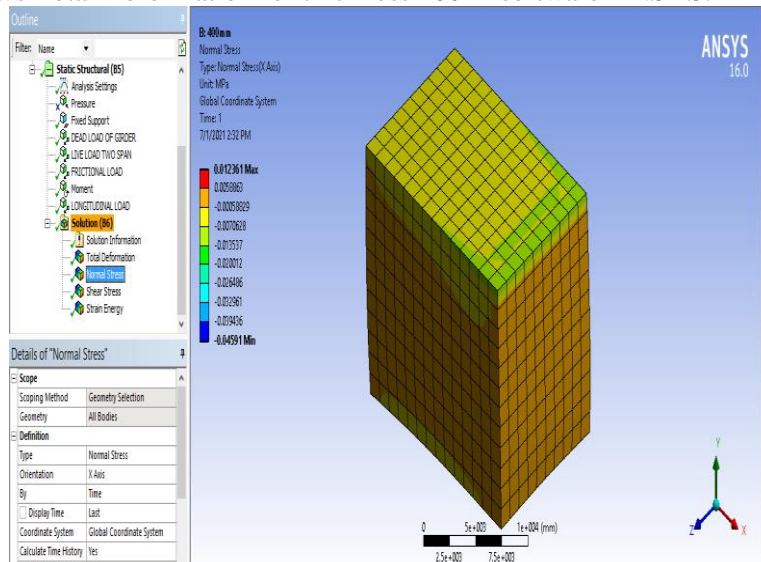 Outline
Filter: Name
Static Structural (B5)
Analysis Settings
Pressure
Fixed Support
DEAD LOAD OF GIRDER
LIVE LOAD TWO SPAN
FRICTIONAL LOAD
Moment
LONGITUDINAL LOAD
Solution (B6)
Solution Information
Total Deformation
Normal Stress
Shear Stress
Strain Energy
Details of "Normal Stress"
Scope
Scoping Method Geometry Selection
Geometry All Bodies
Definition
Type Normal Stress
Orientation X Axis
By Time
Display Time Last
Coordinate System Global Coordinate System
Calculate Time History Yes
B: 400mm
Normal Stress
Type: Normal Stress(X Axis)
Unit: MPa
Global Coordinate System
Time: 1
7/1/2021 2:32 PM
0.012361 Max
0.0058863
-0.00058829
-0.0070628
-0.013537
-0.020012
-0.026486
-0.032961
-0.039436
-0.04591 Min
ANSYS
16.0
0 5e+003 1e+004 (mm)
2.5e+003 7.5e+003
Y
Z X